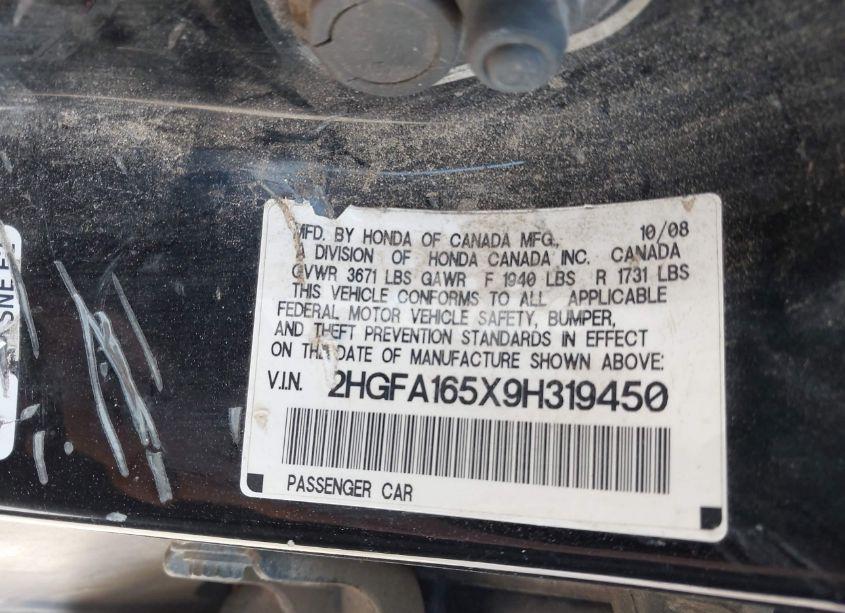 MFD. BY HONDA OF CANADA MFG., 10/08
A DIVISION OF HONDA CANADA INC. CANADA
GVWR 3671 LBS GAWR F 1940 LBS R 1731 LBS
THIS VEHICLE CONFORMS TO ALL APPLICABLE
FEDERAL MOTOR VEHICLE SAFETY, BUMPER,
AND THEFT PREVENTION STANDARDS IN EFFECT
ON THE DATE OF MANUFACTURE SHOWN ABOVE:
V.I.N. 2HGFA165X9H319450
PASSENGER CAR